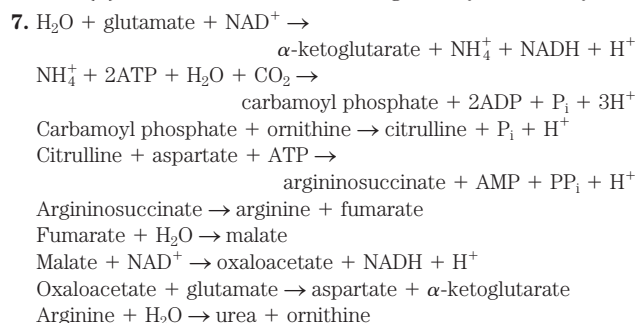 7. H₂O + glutamate + NAD⁺ →
α-ketoglutarate + NH₄⁺ + NADH + H⁺
NH₄⁺ + 2ATP + H₂O + CO₂ →
carbamoyl phosphate + 2ADP + Pᵢ + 3H⁺
Carbamoyl phosphate + ornithine → citrulline + Pᵢ + H⁺
Citrulline + aspartate + ATP →
argininosuccinate + AMP + PPᵢ + H⁺
Argininosuccinate → arginine + fumarate
Fumarate + H₂O → malate
Malate + NAD⁺ → oxaloacetate + NADH + H⁺
Oxaloacetate + glutamate → aspartate + α-ketoglutarate
Arginine + H₂O → urea + ornithine